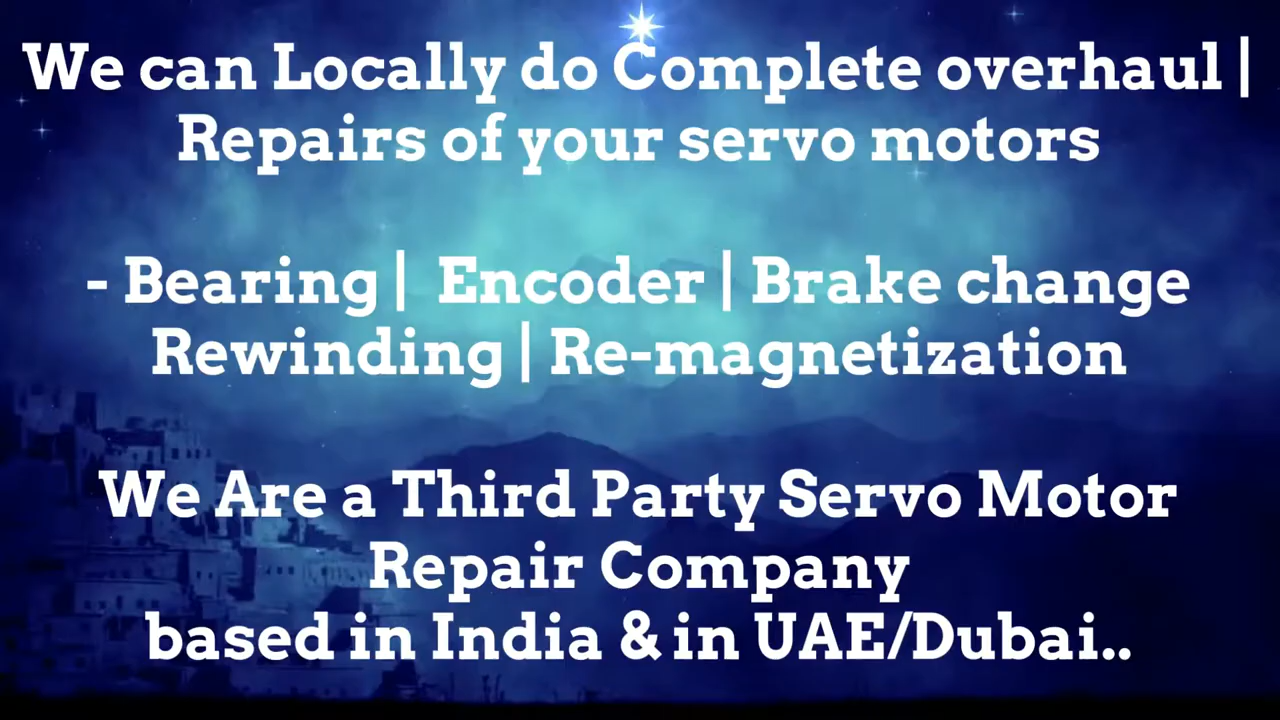 We can Locally do Complete overhaul |
Repairs of your servo motors
- Bearing | Encoder | Brake change
Rewinding | Re-magnetization
We Are a Third Party Servo Motor
Repair Company
based in India & in UAE/Dubai..